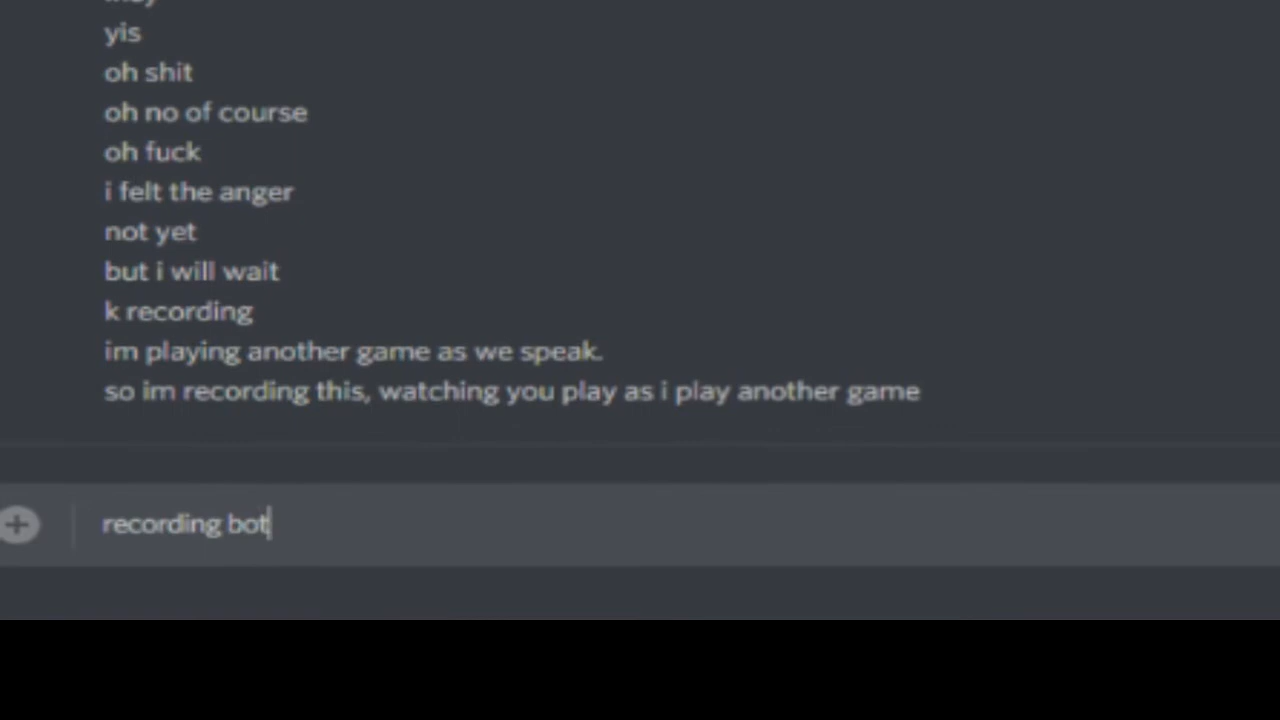 yis
oh shit
oh no of course
oh fuck
i felt the anger
not yet
but i will wait
k recording
im playing another game as we speak.
so im recording this, watching you play as i play another game
recording bot